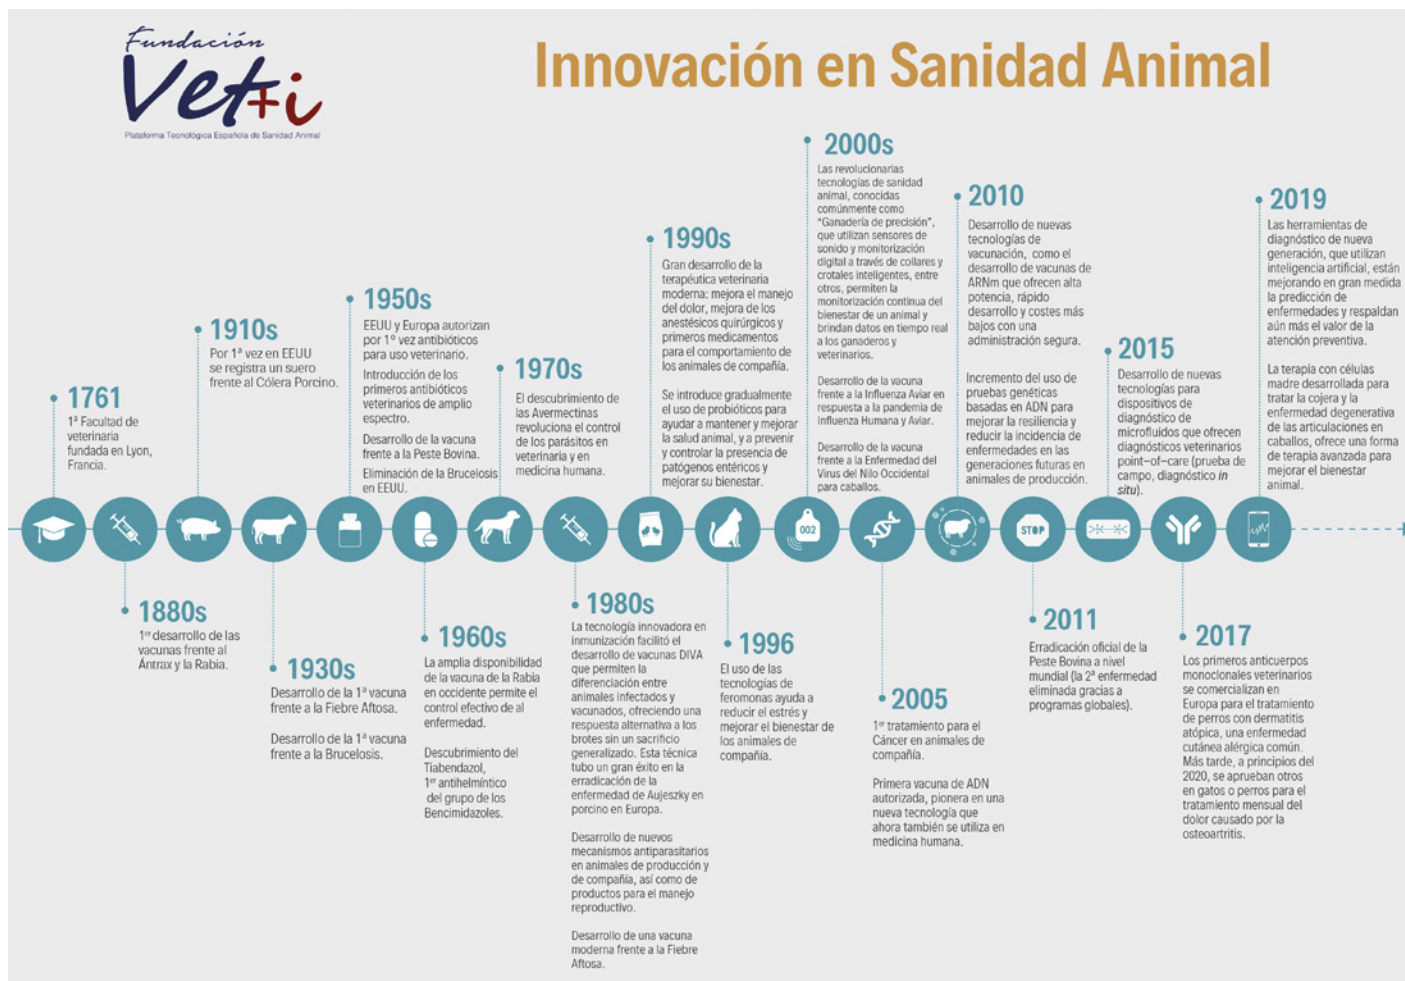 Fundación
Vet+i
Plataforma Tecnológica Española de Sanidad Animal
Innovación en Sanidad Animal
1761
1ª Facultad de
veterinaria
fundada en Lyon,
Francia.
1880s
1er desarrollo de las
vacunas frente al
Ántrax y la Rabia.
1910s
Por 1ª vez en EEUU
se registra un suero
frente al Cólera Porcino.
1930s
Desarrollo de la 1ª vacuna
frente a la Fiebre Aftosa.
Desarrollo de la 1ª vacuna
frente a la Brucelosis.
1950s
EEUU y Europa autorizan
por 1º vez antibióticos
para uso veterinario.
Introducción de los
primeros antibióticos
veterinarios de amplio
espectro.
Desarrollo de la vacuna
frente a la Peste Bovina.
Eliminación de la Brucelosis
en EEUU.
1960s
La amplia disponibilidad
de la vacuna de la Rabia
en occidente permite el
control efectivo de al
enfermedad.
Descubrimiento del
Tiabendazol,
1er antihelmíntico
del grupo de los
Bencimidazoles.
1970s
El descubrimiento de
las Avermectinas
revoluciona el control
de los parásitos en
veterinaria y en
medicina humana.
1980s
La tecnología innovadora en
inmunización facilitó el
desarrollo de vacunas DIVA
que permiten la
diferenciación entre
animales infectados y
vacunados, ofreciendo una
respuesta alternativa a los
brotes sin un sacrificio
generalizado. Esta técnica
tubo un gran éxito en la
erradicación de la
enfermedad de Aujeszky en
porcino en Europa.
Desarrollo de nuevos
mecanismos antiparasitarios
en animales de producción y
de compañía, así como de
productos para el manejo
reproductivo.
Desarrollo de una vacuna
moderna frente a la Fiebre
Aftosa.
1990s
Gran desarrollo de la
terapéutica veterinaria
moderna: mejora el manejo
del dolor, mejora de los
anestésicos quirúrgicos y
primeros medicamentos
para el comportamiento de
los animales de compañía.
Se introduce gradualmente
el uso de probióticos para
ayudar a mantener y mejorar
la salud animal, y a prevenir
y controlar la presencia de
patógenos entéricos y
mejorar su bienestar.
1996
El uso de las
tecnologías de
feromonas ayuda a
reducir el estrés y
mejorar el bienestar de
los animales de
compañía.
2000s
Las revolucionarias
tecnologías de sanidad
animal, conocidas
comúnmente como
"Ganadería de precisión",
que utilizan sensores de
sonido y monitorización
digital a través de collares y
crotales inteligentes, entre
otros, permiten la
monitorización continua del
bienestar de un animal y
brindan datos en tiempo real
a los ganaderos y
veterinarios.
Desarrollo de la vacuna
frente a la Influenza Aviar en
respuesta a la pandemia de
Influenza Humana y Aviar.
Desarrollo de la vacuna
frente a la Enfermedad del
Virus del Nilo Occidental
para caballos.
002
2005
1er tratamiento para el
Cáncer en animales de
compañía.
Primera vacuna de ADN
autorizada, pionera en una
nueva tecnología que
ahora también se utiliza en
medicina humana.
2010
Desarrollo de nuevas
tecnologías de
vacunación, como el
desarrollo de vacunas de
ARNm que ofrecen alta
potencia, rápido
desarrollo y costes más
bajos con una
administración segura.
Incremento del uso de
pruebas genéticas
basadas en ADN para
mejorar la resiliencia y
reducir la incidencia de
enfermedades en las
generaciones futuras en
animales de producción.
STOP
2011
Erradicación oficial de la
Peste Bovina a nivel
mundial (la 2ª enfermedad
eliminada gracias a
programas globales).
2015
Desarrollo de nuevas
tecnologías para
dispositivos de
diagnóstico de
microfluidos que ofrecen
diagnósticos veterinarios
point-of-care (prueba de
campo, diagnóstico in
situ).
2017
Los primeros anticuerpos
monoclonales veterinarios
se comercializan en
Europa para el tratamiento
de perros con dermatitis
atópica, una enfermedad
cutánea alérgica común.
Más tarde, a principios del
2020, se aprueban otros
en gatos o perros para el
tratamiento mensual del
dolor causado por la
osteoartritis.
2019
Las herramientas de
diagnóstico de nueva
generación, que utilizan
inteligencia artificial, están
mejorando en gran medida
la predicción de
enfermedades y respaldan
aún más el valor de la
atención preventiva.
La terapia con células
madre desarrollada para
tratar la cojera y la
enfermedad degenerativa
de las articulaciones en
caballos, ofrece una forma
de terapia avanzada para
mejorar el bienestar
animal.